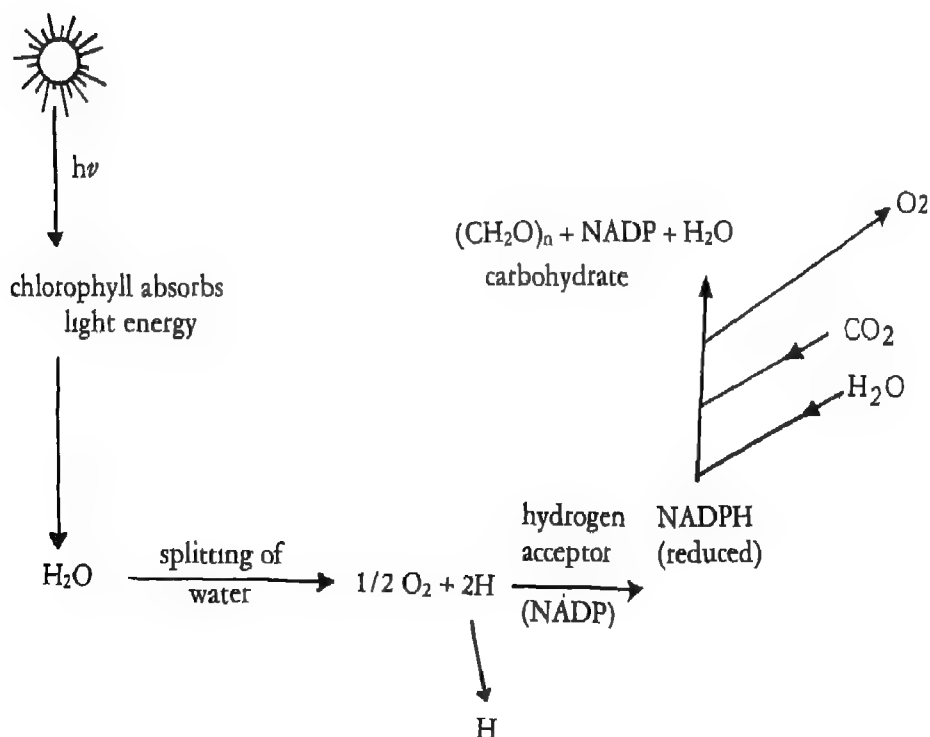 hν
chlorophyll absorbs
light energy
H₂O
splitting of
water
1/2 O₂ + 2H
H
hydrogen
acceptor
(NADP)
NADPH
(reduced)
(CH₂O)ₙ + NADP + H₂O
carbohydrate
O₂
CO₂
H₂O